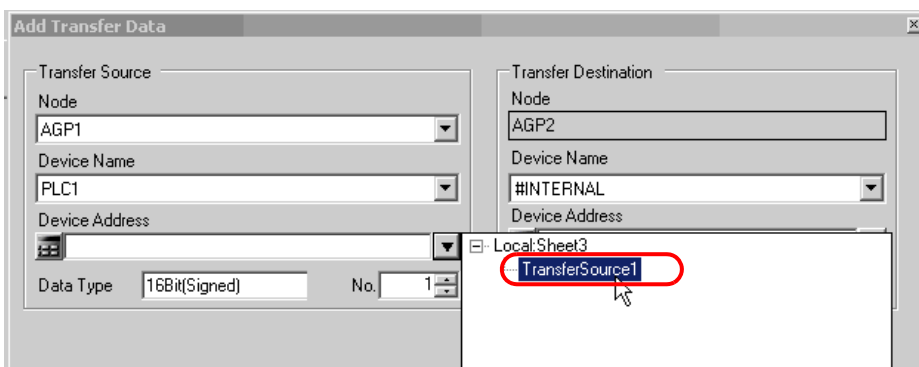 Add Transfer Data
Transfer Source
Node
AGP1
Device Name
PLC1
Device Address
Data Type 16Bit(Signed) No. 1
Transfer Destination
Node
AGP2
Device Name
#INTERNAL
Device Address
Local:Sheet3
TransferSource1